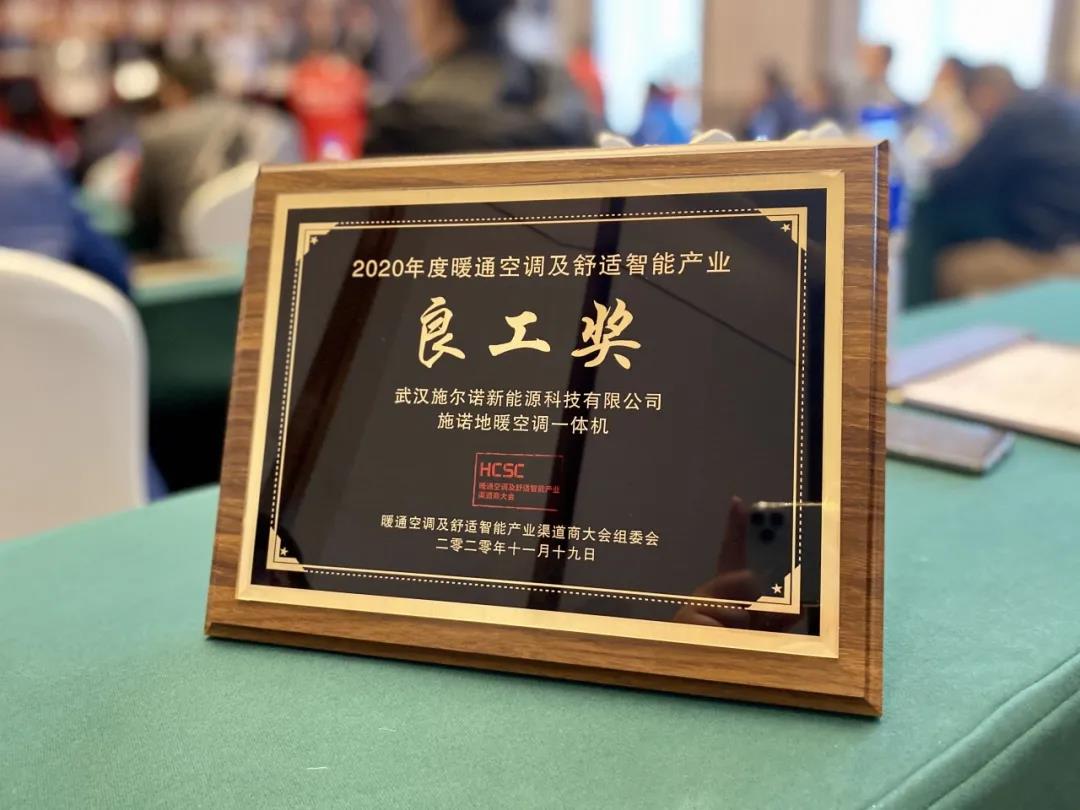 2020年度暖通空调及舒适智能产业
良工奖
武汉施尔诺新能源科技有限公司
施诺地暖空调一体机
HCSC
暖通空调及舒适智能产业
渠道商大会
暖通空调及舒适智能产业渠道商大会组委会
二零二零年十一月十九日